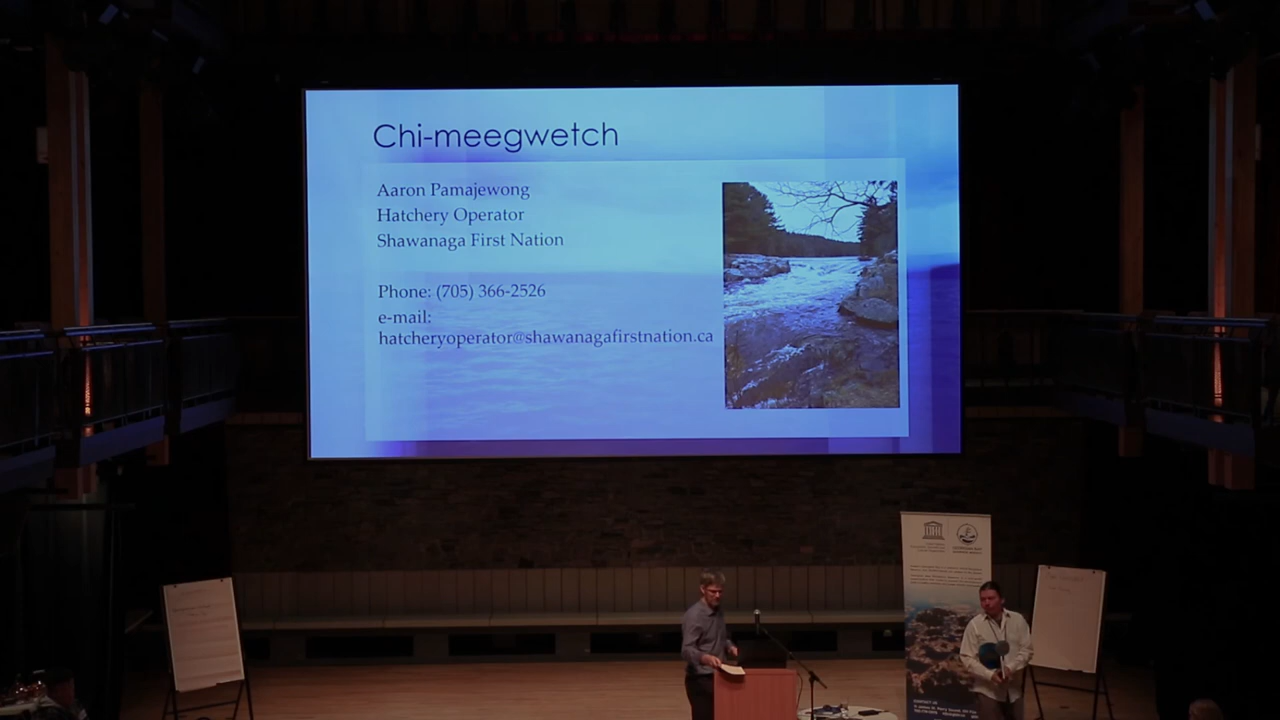 Chi-meegwetch
Aaron Pamajewong
Hatchery Operator
Shawanaga First Nation
Phone: (705) 366-2526
e-mail:
hatcheryoperator@shawanagafirstnation.ca